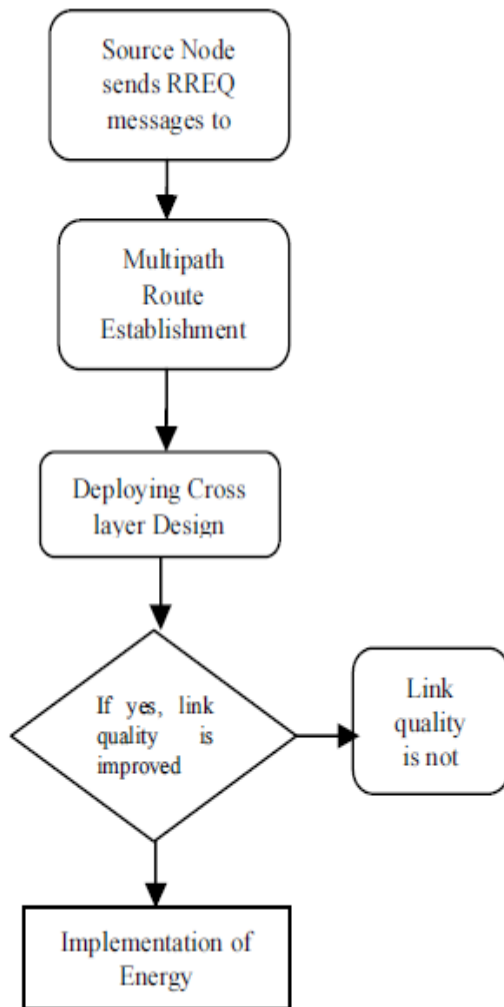 Source Node
sends RREQ
messages to
Multipath
Route
Establishment
Deploying Cross
layer Design
If yes, link
quality is
improved
Link
quality
is not
Implementation of
Energy